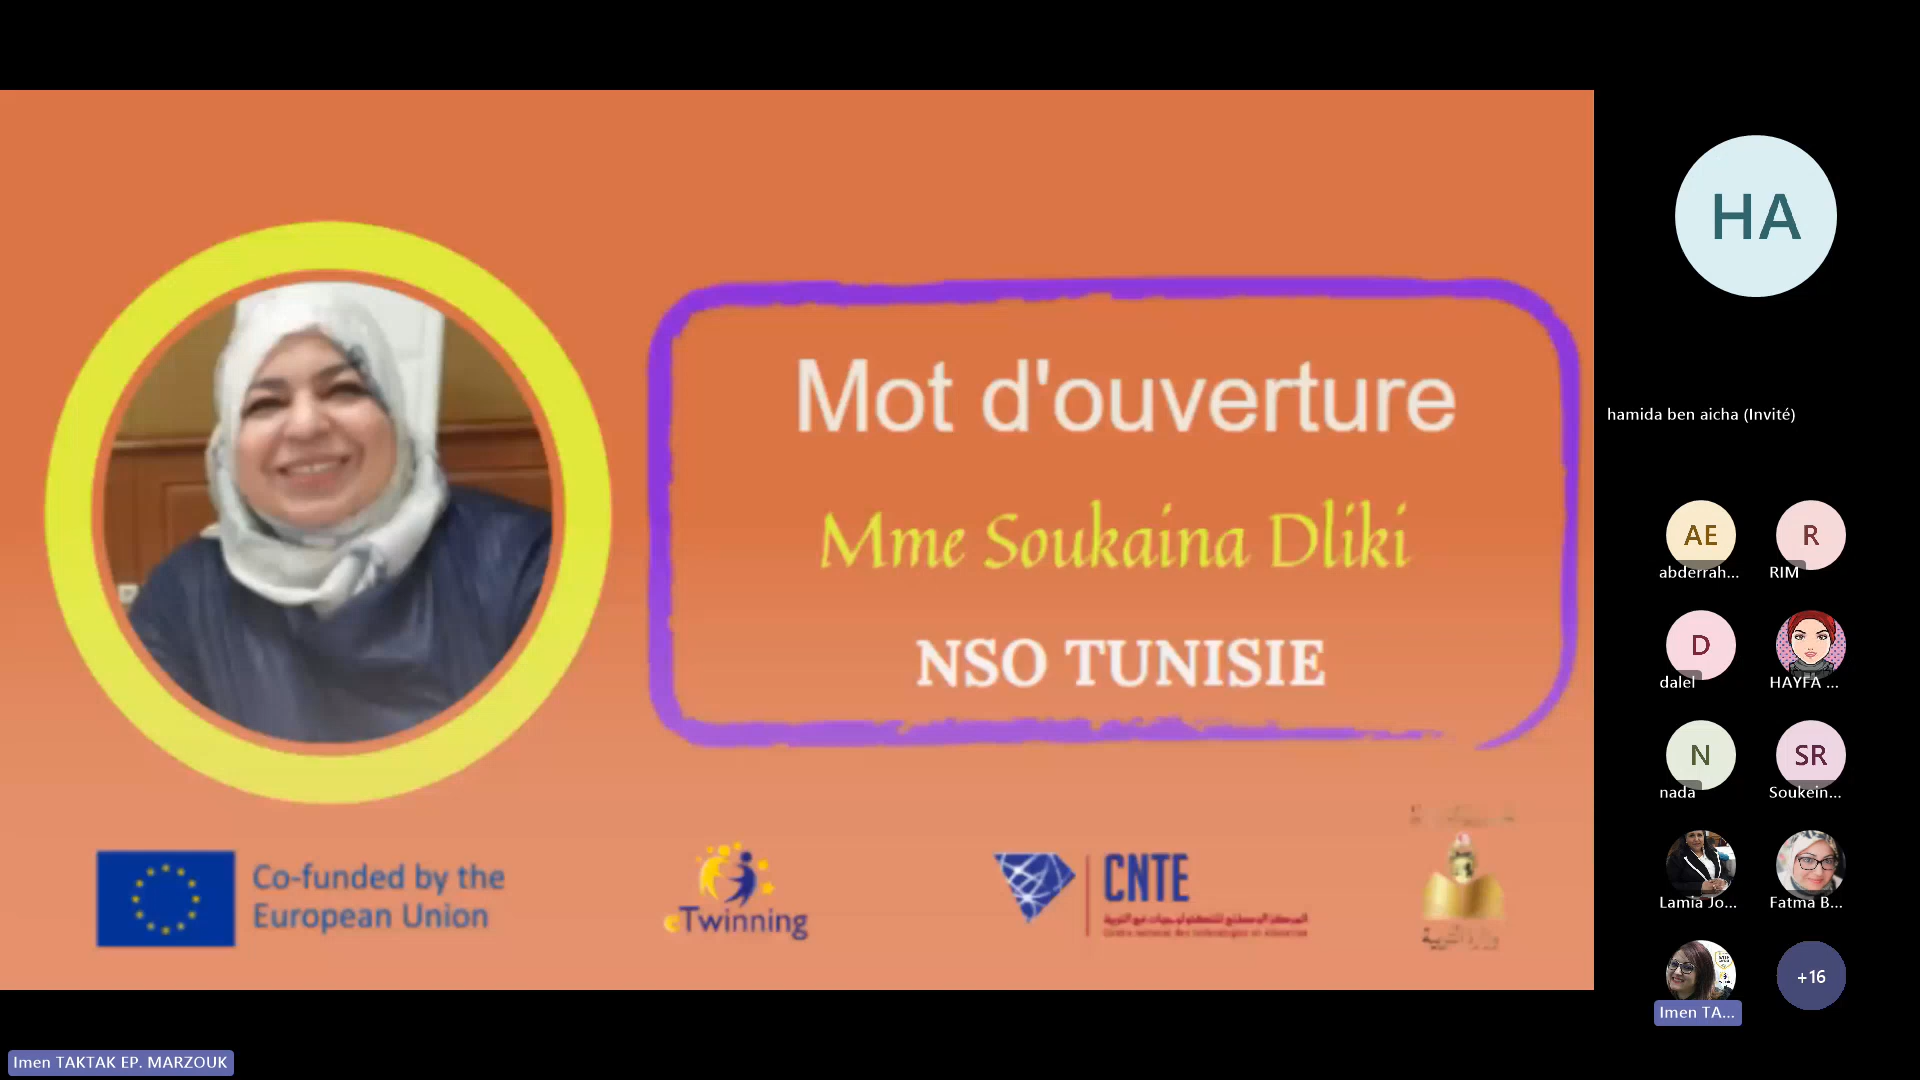 Mot d'ouverture
Mme Soukaina Dliki
NSO TUNISIE
Co-funded by the
European Union
eTwinning
CNTE
وزارة التربية
HA
hamida ben aicha (Invité)
AE
abderrah...
R
RIM
D
dalel
HAYFA ...
N
nada
SR
Soukein...
Lamia Jo...
Fatma B...
Imen TA...
+16
Imen TAKTAK EP. MARZOUK